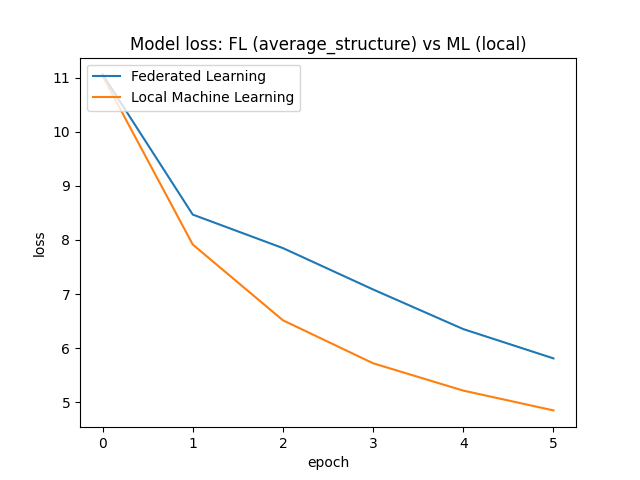 Model loss: FL (average_structure) vs ML (local)
Federated Learning
Local Machine Learning
11
10
9
8
7
6
5
loss
0 1 2 3 4 5
epoch